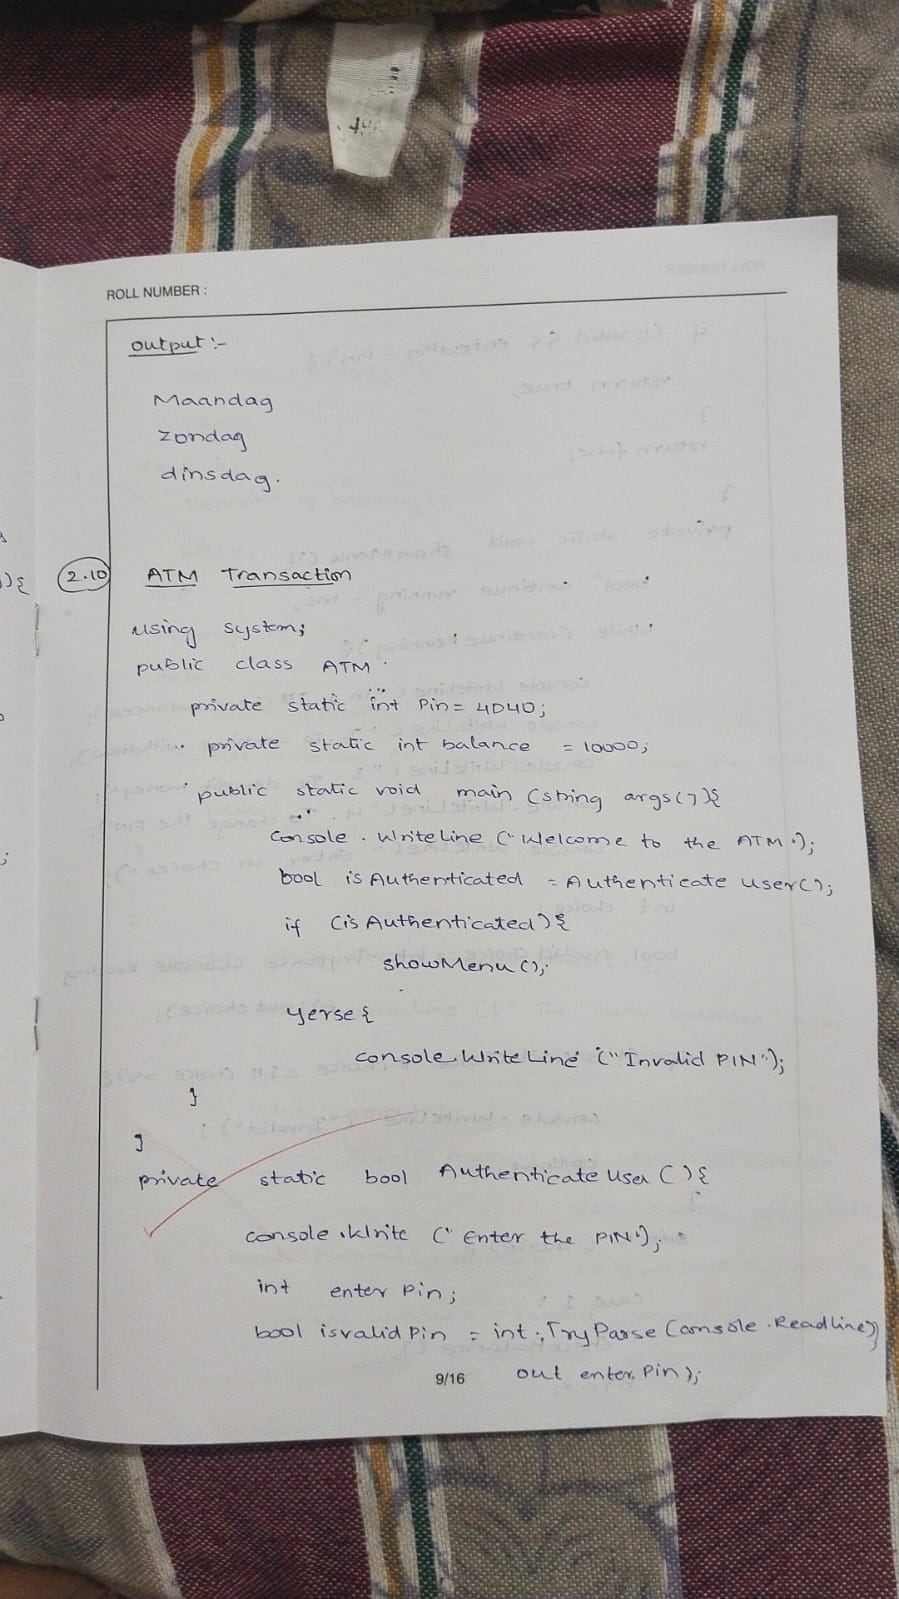 ROLL NUMBER :
output :-
Maandag
zondag
dinsdag.
2.10 ATM Transaction
using system;
public class ATM
private static int Pin = 4040;
private static int balance = 10000;
public static void main (string args[]){
Console . WriteLine ("Welcome to the ATM");
bool is Authenticated = Authenticate user();
if (is Authenticated) {
showMenu ();
}else {
console.WriteLine ("Invalid PIN");
}
}
private static bool Authenticate user () {
console.Write ("Enter the PIN");
int enter Pin;
bool isvalid Pin = int.TryParse (console.Readline()
out enter Pin);
9/16